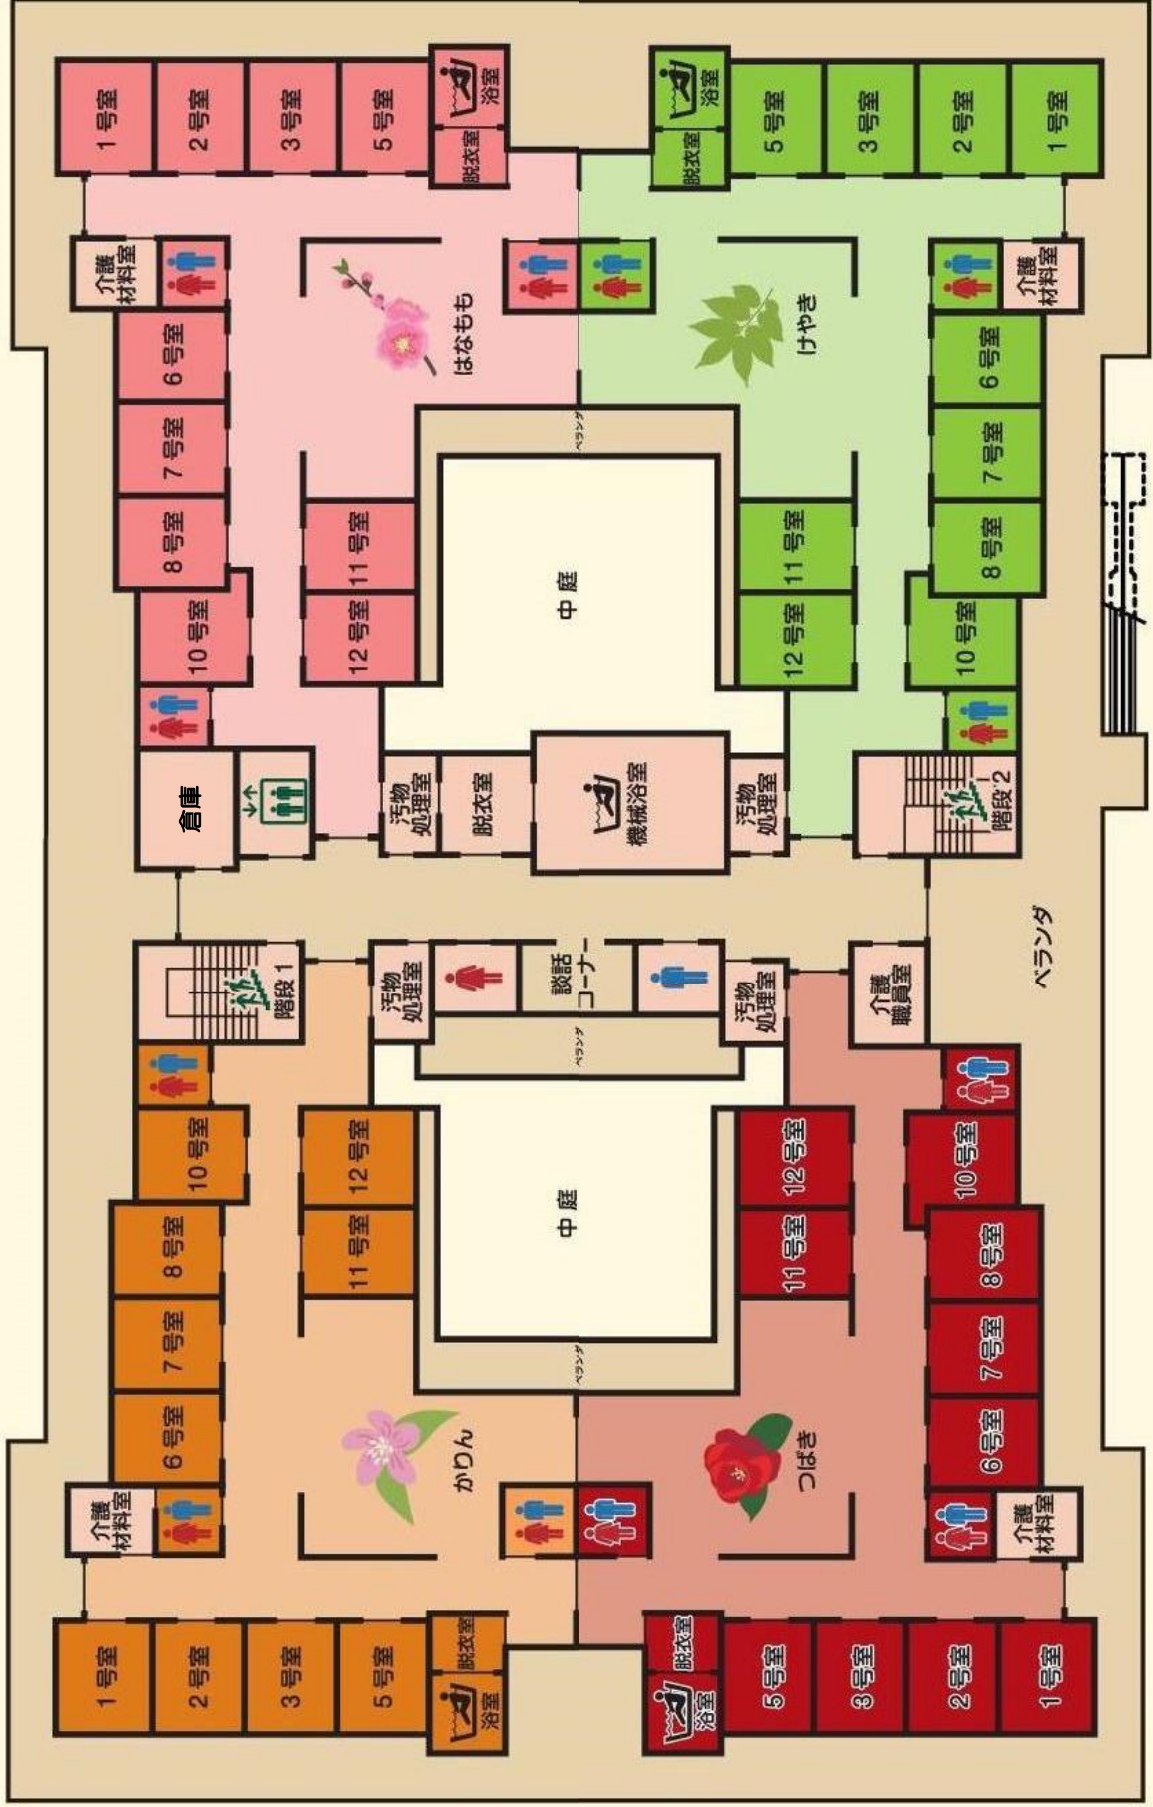 1号室
2号室
3号室
5号室
脱衣室
浴室
介護
材料室
6号室
7号室
8号室
10号室
11号室
12号室
かりん
階段1
倉庫
10号室
8号室
7号室
6号室
介護
材料室
1号室
2号室
3号室
5号室
浴室
脱衣室
12号室
11号室
はなもも
汚物
処理室
談話
コーナー
汚物
処理室
汚物
処理室
脱衣室
機械浴室
汚物
処理室
中庭
中庭
ベランダ
ベランダ
ベランダ
脱衣室
浴室
5号室
3号室
2号室
1号室
つばき
11号室
12号室
介護
材料室
6号室
7号室
8号室
10号室
介護
職員室
階段2
けやき
12号室
11号室
10号室
8号室
7号室
6号室
介護
材料室
浴室
脱衣室
5号室
3号室
2号室
1号室
ベランダ